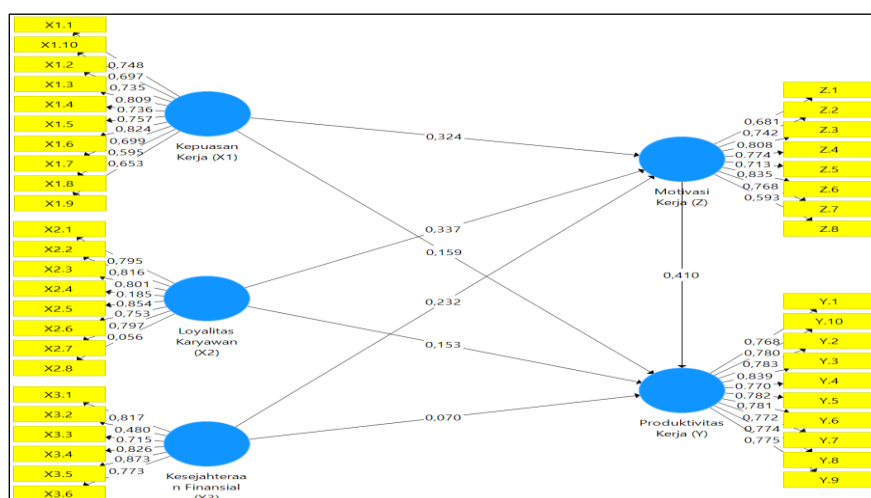 X1.1
X1.10
X1.2
X1.3
X1.4
X1.5
X1.6
X1.7
X1.8
X1.9
0,748
0,697
0,735
0,809
0,736
0,757
0,824
0,699
0,595
0,653
Kepuasan
Kerja (X1)
X2.1
X2.2
X2.3
X2.4
X2.5
X2.6
X2.7
X2.8
0,795
0,816
0,801
0,185
0,854
0,753
0,797
0,056
Loyalitas
Karyawan
(X2)
X3.1
X3.2
X3.3
X3.4
X3.5
X3.6
0,817
0,480
0,715
0,826
0,873
0,773
Kesejahteraa
n Finansial
(X3)
0,324
0,337
0,159
0,232
0,153
0,070
0,410
Motivasi
Kerja (Z)
0,681
0,742
0,808
0,774
0,713
0,835
0,768
0,593
Z.1
Z.2
Z.3
Z.4
Z.5
Z.6
Z.7
Z.8
Produktivitas
Kerja (Y)
0,768
0,780
0,783
0,839
0,770
0,782
0,781
0,772
0,774
0,775
Y.1
Y.10
Y.2
Y.3
Y.4
Y.5
Y.6
Y.7
Y.8
Y.9